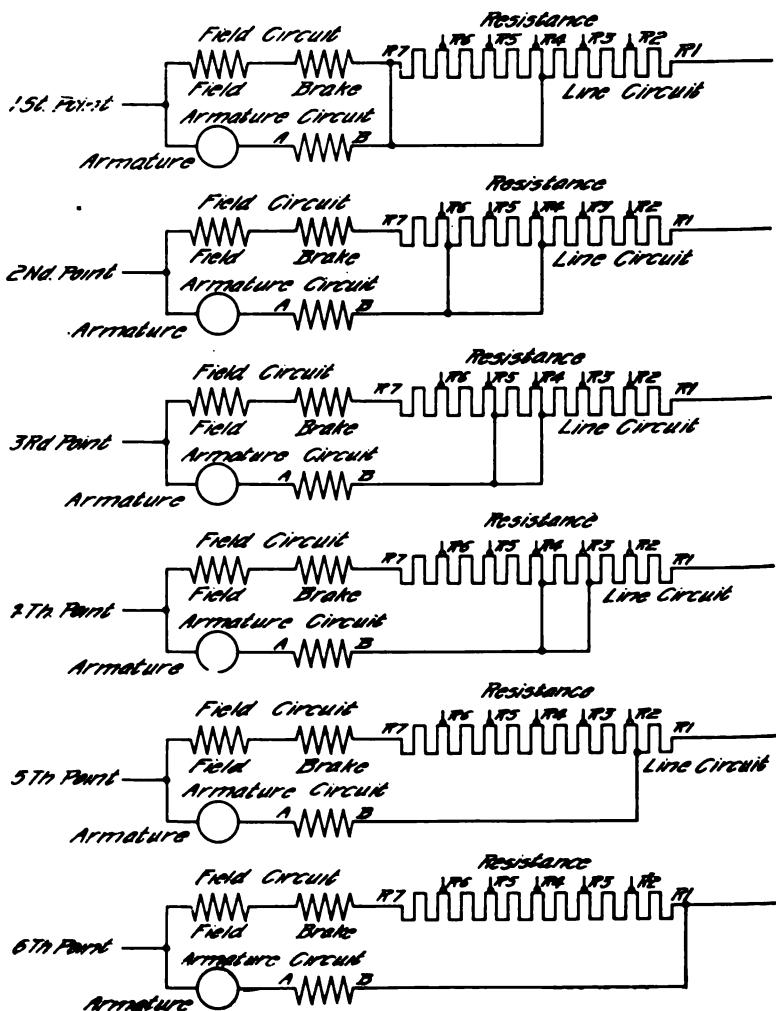 Resistance
Field Circuit
R7 R6 R5 R4 R3 R2 R1
Field Brake Line Circuit
1St. Point
Armature Circuit
A B
Armature
Resistance
Field Circuit
R7 R6 R5 R4 R3 R2 R1
Field Brake Line Circuit
2Nd. Point
Armature Circuit
A B
Armature
Resistance
Field Circuit
R7 R6 R5 R4 R3 R2 R1
Field Brake Line Circuit
3Rd Point
Armature Circuit
A B
Armature
Resistance
Field Circuit
R7 R6 R5 R4 R3 R2 R1
Field Brake Line Circuit
Th. Point
Armature Circuit
A B
Armature
Resistance
Field Circuit
R7 R6 R5 R4 R3 R2 R1
Field Brake Line Circuit
5Th Point
Armature Circuit
A B
Armature
Resistance
Field Circuit
R7 R6 R5 R4 R3 R2 R1
Field Brake
6Th Point
Armature Circuit
A B
Armature